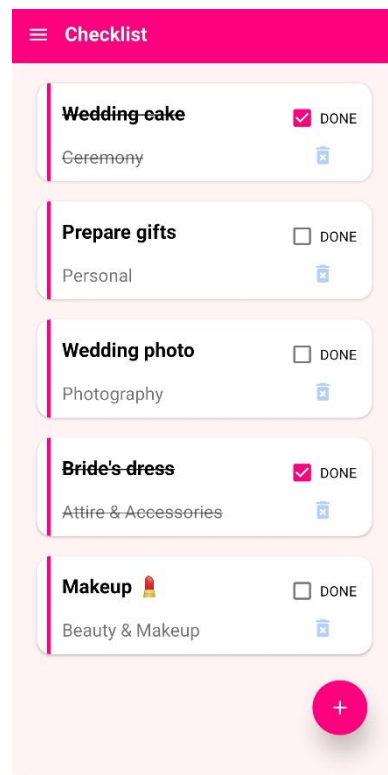 Checklist
Wedding cake
DONE
Ceremony
Prepare gifts
DONE
Personal
Wedding photo
DONE
Photography
Bride's dress
DONE
Attire & Accessories
Makeup 💄
DONE
Beauty & Makeup
+